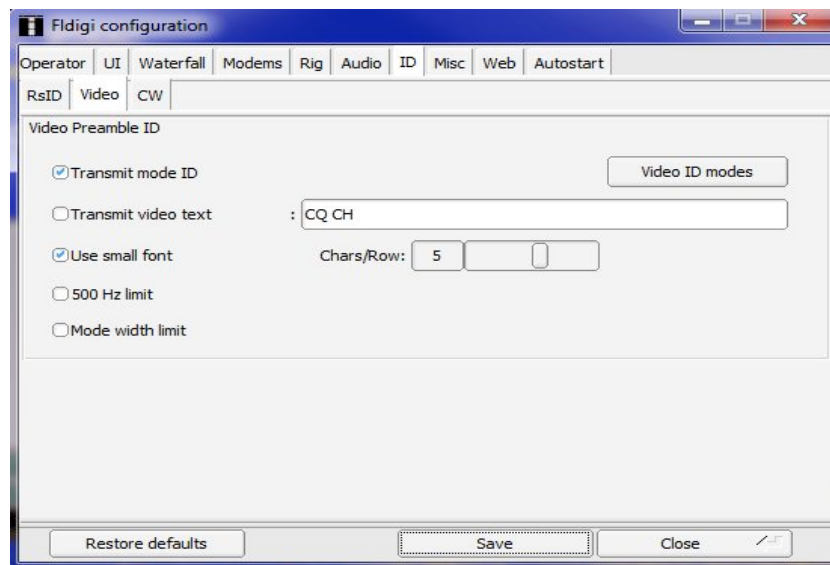 Fldigi configuration
Operator UI Waterfall Modems Rig Audio ID Misc Web Autostart
RsID Video CW
Video Preamble ID
Transmit mode ID Video ID modes
Transmit video text : CQ CH
Use small font Chars/Row: 5
500 Hz limit
Mode width limit
Restore defaults Save Close